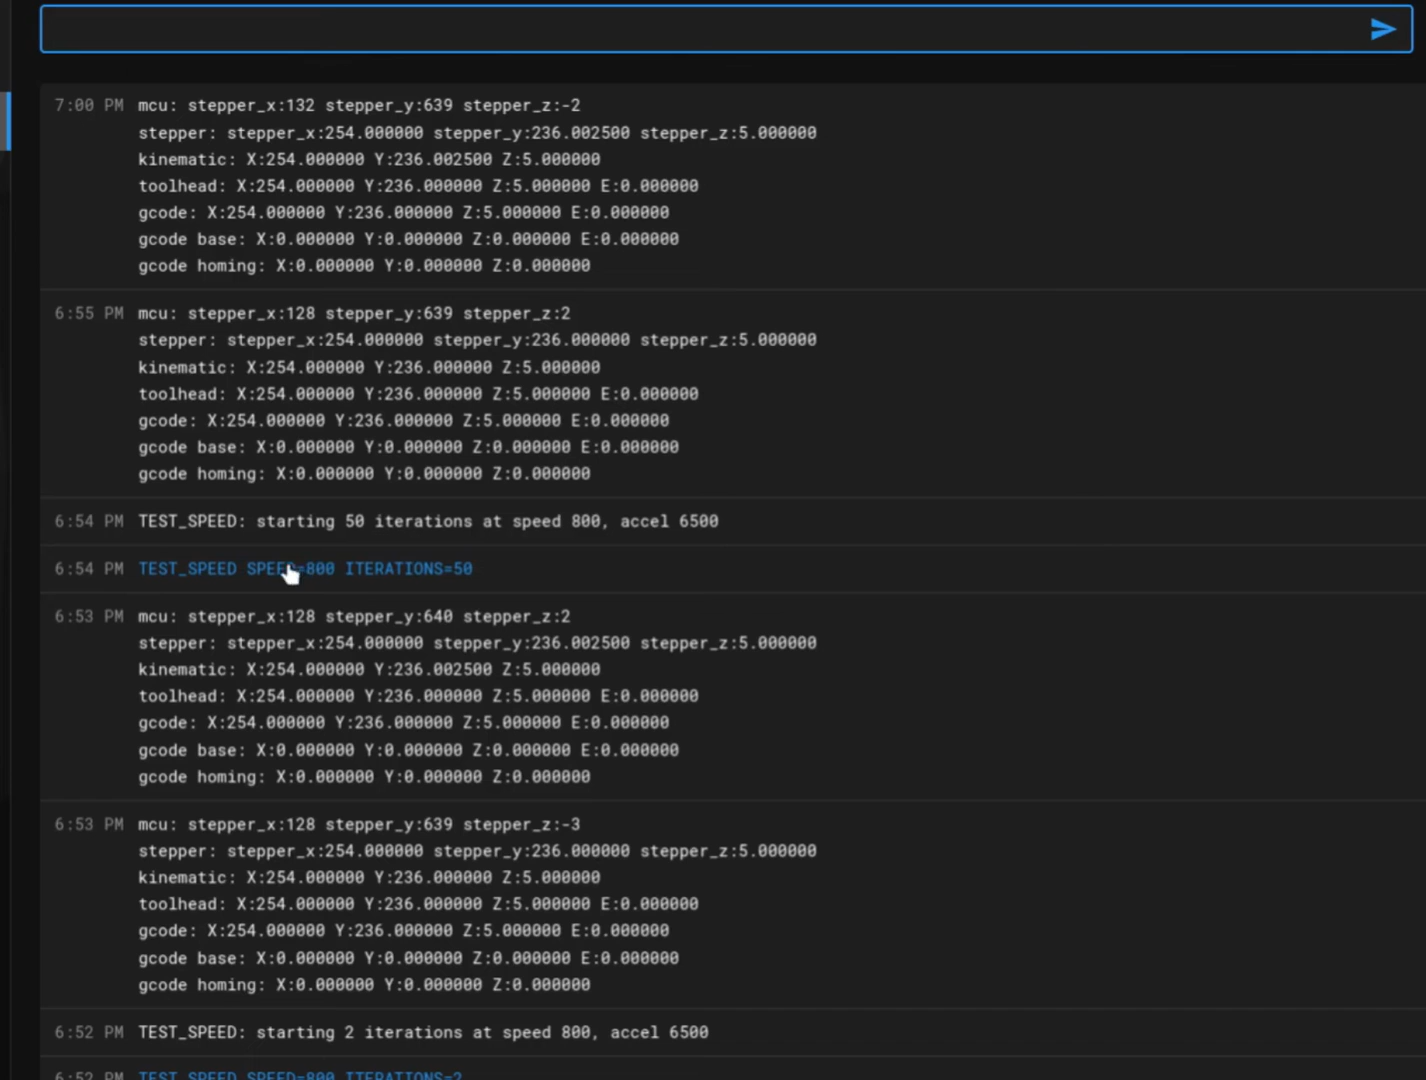 7:00 PM mcu: stepper_x:132 stepper_y:639 stepper_z:-2
stepper: stepper_x:254.000000 stepper_y:236.002500 stepper_z:5.000000
kinematic: X:254.000000 Y:236.002500 Z:5.000000
toolhead: X:254.000000 Y:236.000000 Z:5.000000 E:0.000000
gcode: X:254.000000 Y:236.000000 Z:5.000000 E:0.000000
gcode base: X:0.000000 Y:0.000000 Z:0.000000 E:0.000000
gcode homing: X:0.000000 Y:0.000000 Z:0.000000
6:55 PM mcu: stepper_x:128 stepper_y:639 stepper_z:2
stepper: stepper_x:254.000000 stepper_y:236.000000 stepper_z:5.000000
kinematic: X:254.000000 Y:236.000000 Z:5.000000
toolhead: X:254.000000 Y:236.000000 Z:5.000000 E:0.000000
gcode: X:254.000000 Y:236.000000 Z:5.000000 E:0.000000
gcode base: X:0.000000 Y:0.000000 Z:0.000000 E:0.000000
gcode homing: X:0.000000 Y:0.000000 Z:0.000000
6:54 PM TEST_SPEED: starting 50 iterations at speed 800, accel 6500
6:54 PM TEST_SPEED SPEED=800 ITERATIONS=50
6:53 PM mcu: stepper_x:128 stepper_y:640 stepper_z:2
stepper: stepper_x:254.000000 stepper_y:236.002500 stepper_z:5.000000
kinematic: X:254.000000 Y:236.002500 Z:5.000000
toolhead: X:254.000000 Y:236.000000 Z:5.000000 E:0.000000
gcode: X:254.000000 Y:236.000000 Z:5.000000 E:0.000000
gcode base: X:0.000000 Y:0.000000 Z:0.000000 E:0.000000
gcode homing: X:0.000000 Y:0.000000 Z:0.000000
6:53 PM mcu: stepper_x:128 stepper_y:639 stepper_z:-3
stepper: stepper_x:254.000000 stepper_y:236.000000 stepper_z:5.000000
kinematic: X:254.000000 Y:236.000000 Z:5.000000
toolhead: X:254.000000 Y:236.000000 Z:5.000000 E:0.000000
gcode: X:254.000000 Y:236.000000 Z:5.000000 E:0.000000
gcode base: X:0.000000 Y:0.000000 Z:0.000000 E:0.000000
gcode homing: X:0.000000 Y:0.000000 Z:0.000000
6:52 PM TEST_SPEED: starting 2 iterations at speed 800, accel 6500
6:52 PM TEST_SPEED SPEED=800 ITERATIONS=2